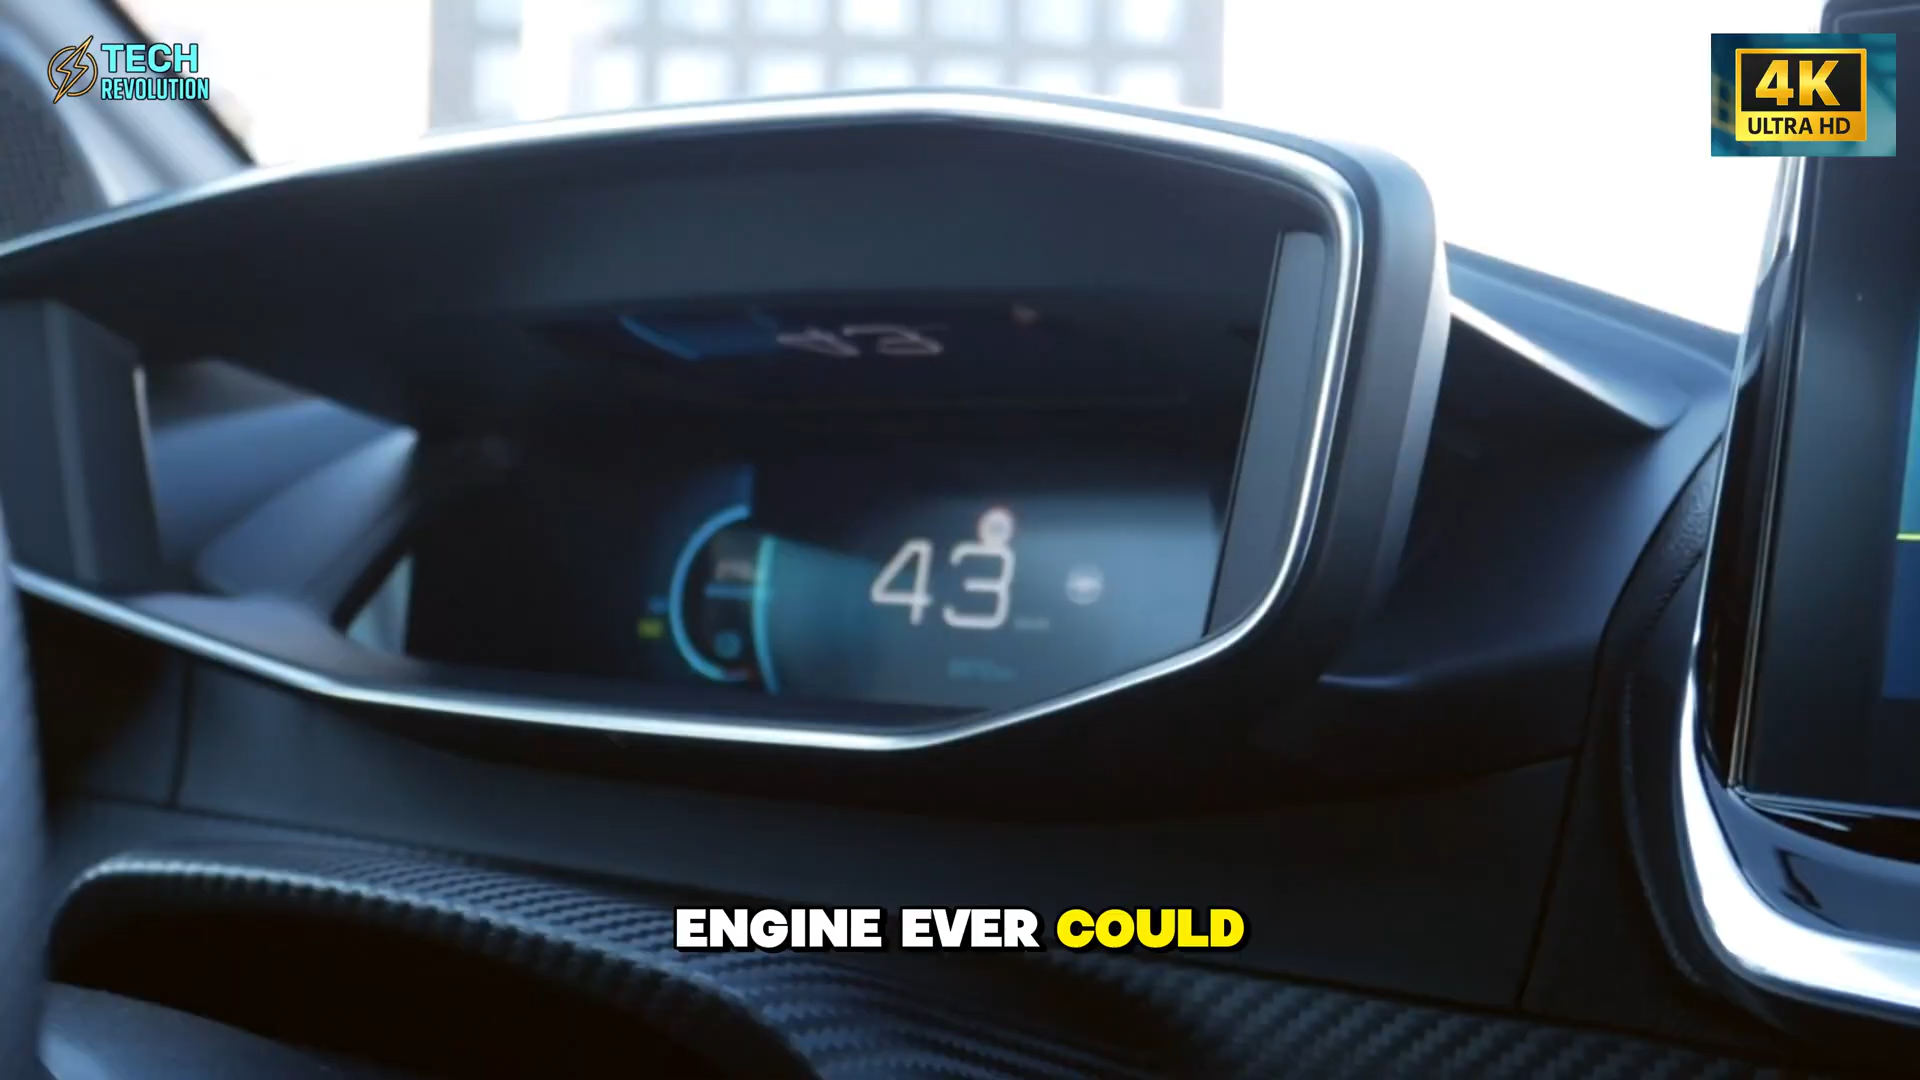 TECH
REVOLUTION
4K
ULTRA HD
43
ENGINE EVER COULD